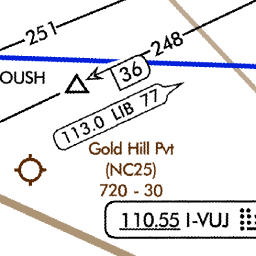 251
248
OUSH
36
113.0 LIB 77
Gold Hill Pvt
(NC25)
720 - 30
110.55 I-VUJ